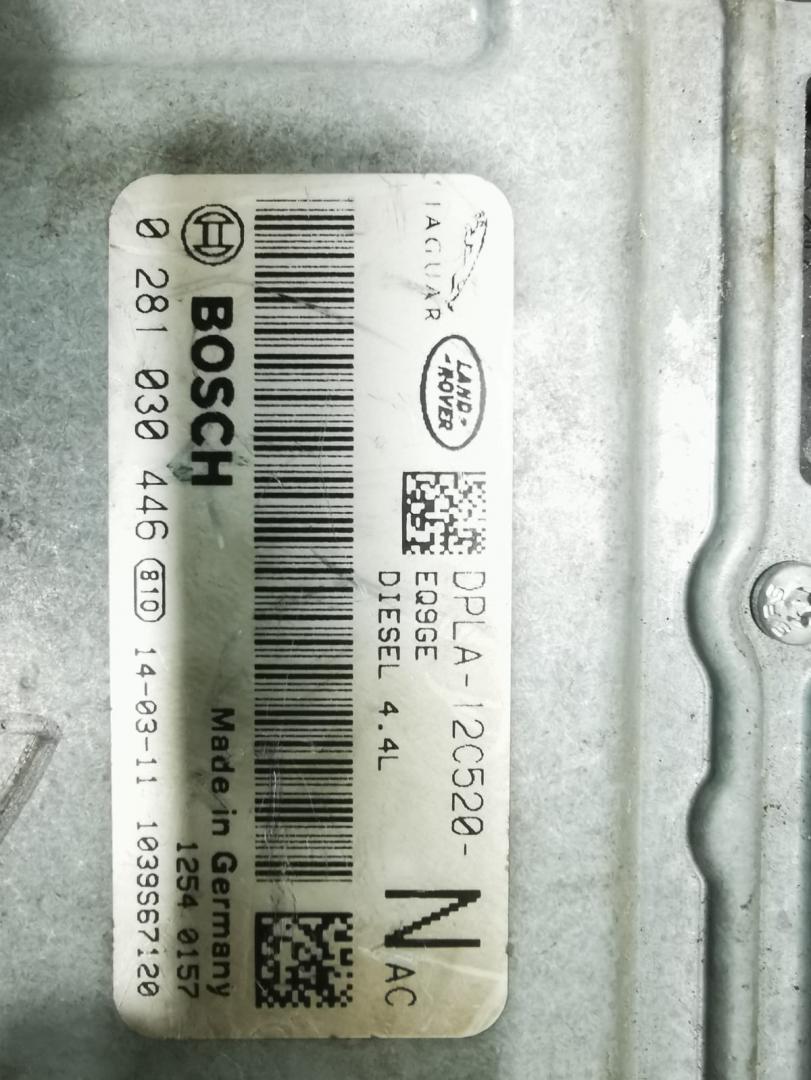 JAGUAR
LAND-
-ROVER
DPLA-12C520-
N AC
EQ9GE
DIESEL 4.4L
BOSCH
Made in Germany
1254 0157
0 281 030 446 810 14-03-11 1039S67120